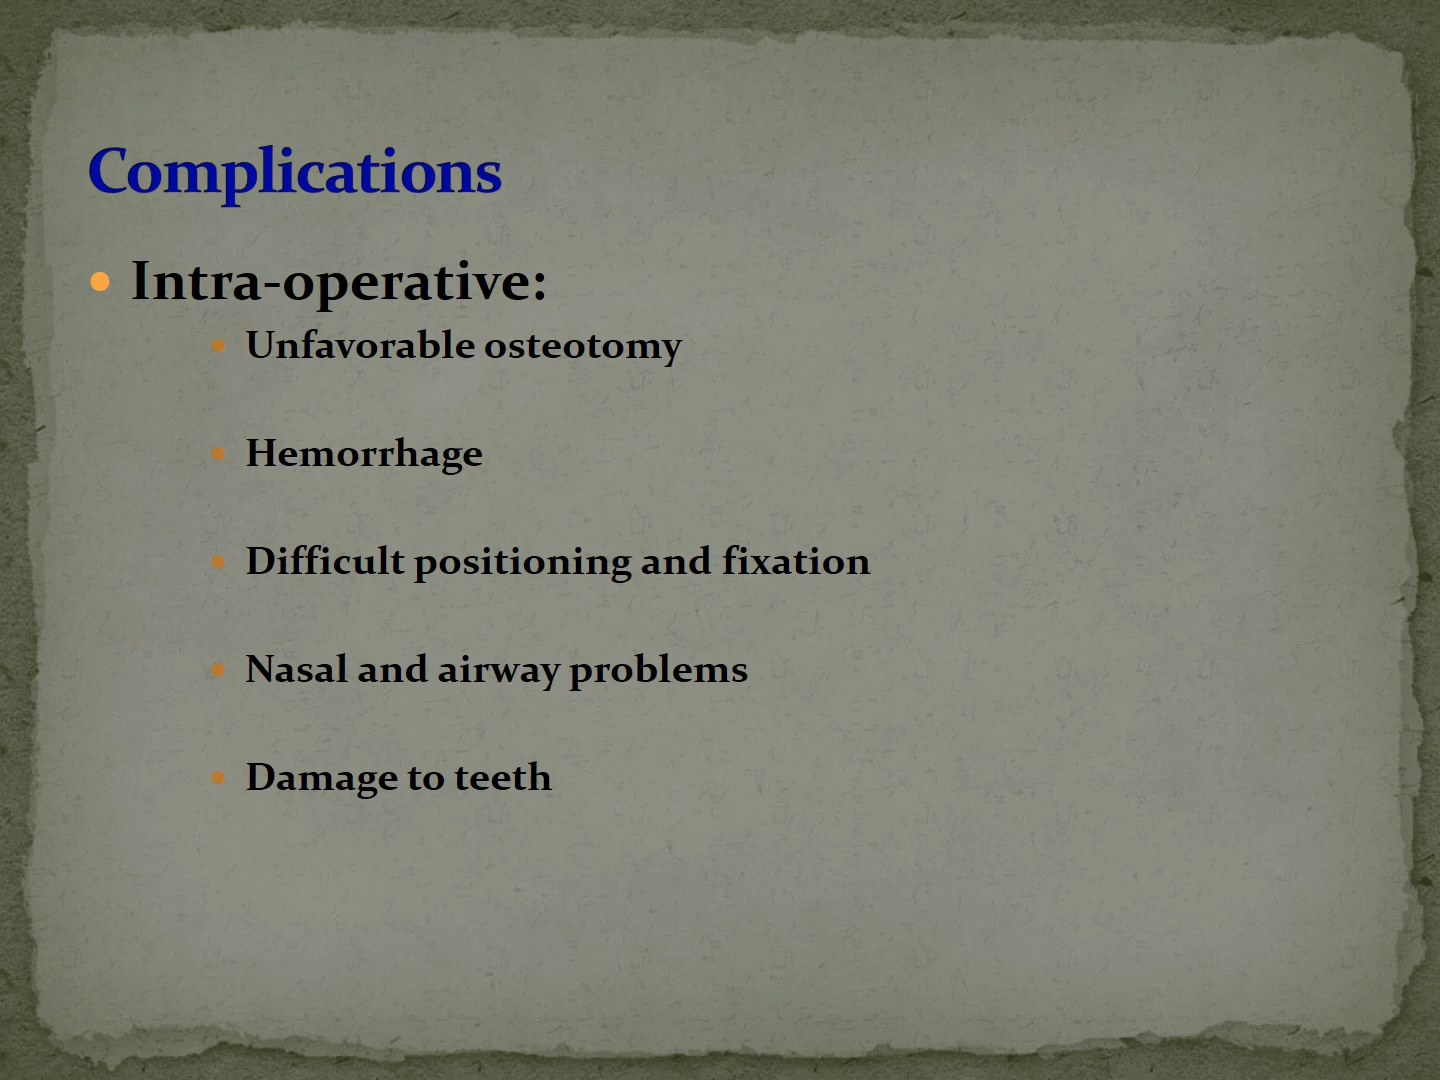 Complications
Intra-operative:
Unfavorable osteotomy
Hemorrhage
Difficult positioning and fixation
Nasal and airway problems
Damage to teeth